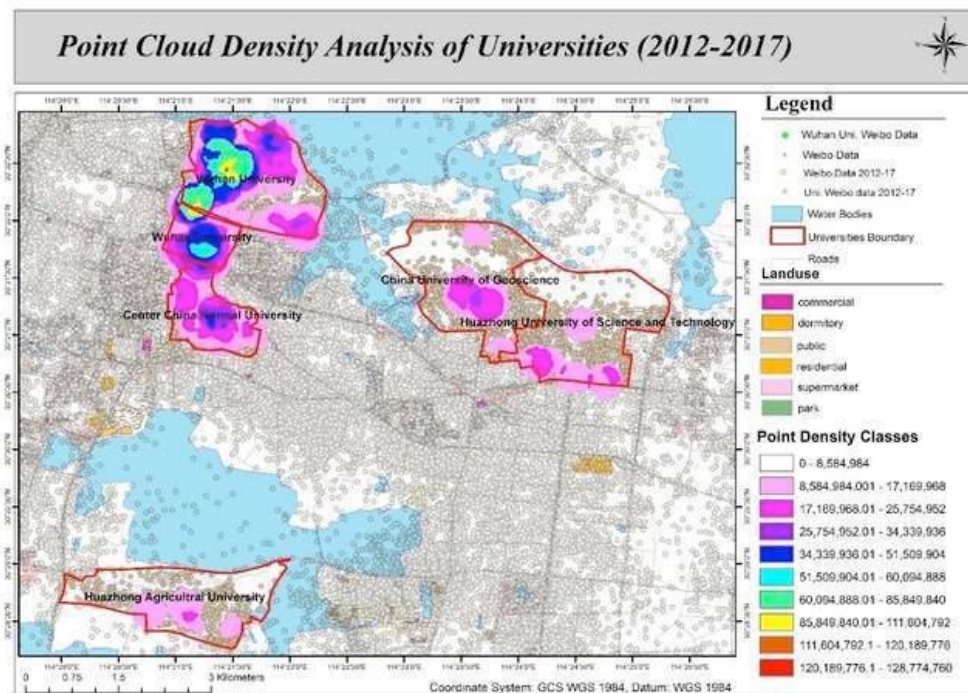 Point Cloud Density Analysis of Universities (2012-2017)
Legend
Wuhan Uni. Weibo Data
Weibo Data
Weibo Data 2012-17
Uni. Weibo data 2012-17
Water Bodies
Universities Boundary
Roads
Landuse
commercial
dormitory
public
residential
supermarket
park
Point Density Classes
0 - 8,584,984
8,584,984.001 - 17,169,968
17,169,968.01 - 25,754,952
25,754,952.01 - 34,339,936
34,339,936.01 - 51,509,904
51,509,904.01 - 60,094,888
60,094,888.01 - 85,849,840
85,849,840.01 - 111,604,792
111,604,792.1 - 120,189,776
120,189,776.1 - 128,774,760
Wuhan University
Wuhan University
Center China Normal University
China University of Geoscience
Huazhong University of Science and Technology
Huazhong Agricultral University
0 0.75 1.5 3 Kilometers
Coordinate System: GCS WGS 1984, Datum: WGS 1984